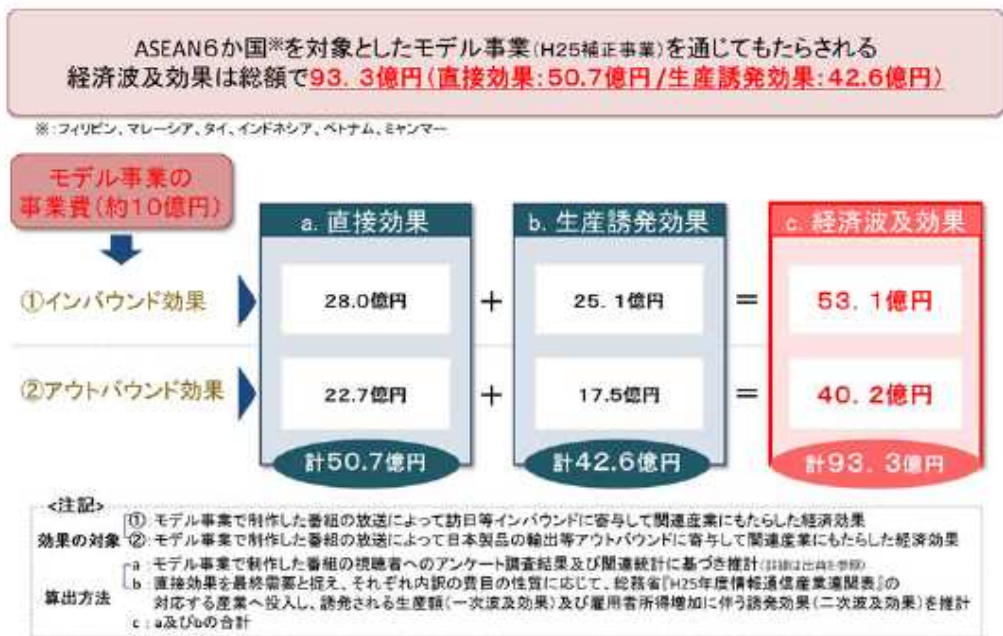 ASEAN6か国※を対象としたモデル事業(H25補正事業)を通じてもたらされる
経済波及効果は総額で93.3億円(直接効果:50.7億円/生産誘発効果:42.6億円)
※:フィリピン、マレーシア、タイ、インドネシア、ベトナム、ミャンマー
モデル事業の
事業費(約10億円)
a. 直接効果
b. 生産誘発効果
c. 経済波及効果
①インバウンド効果
28.0億円
+
25.1億円
=
53.1億円
②アウトバウンド効果
22.7億円
+
17.5億円
=
40.2億円
計50.7億円
計42.6億円
計93.3億円
<注記>
効果の対象
①:モデル事業で制作した番組の放送によって訪日等インバウンドに寄与して関連産業にもたらした経済効果
②:モデル事業で制作した番組の放送によって日本製品の輸出等アウトバウンドに寄与して関連産業にもたらした経済効果
算出方法
a:モデル事業で制作した番組の視聴者へのアンケート調査結果及び関連統計に基づき推計(詳細は出典を参照)
b:直接効果を最終需要と捉え、それぞれ内訳の費目の性質に応じて、総務省『H25年度情報通信産業連関表』の
対応する産業へ投入し、誘発される生産額(一次波及効果)及び雇用者所得増加に伴う誘発効果(二次波及効果)を推計
c:a及びbの合計